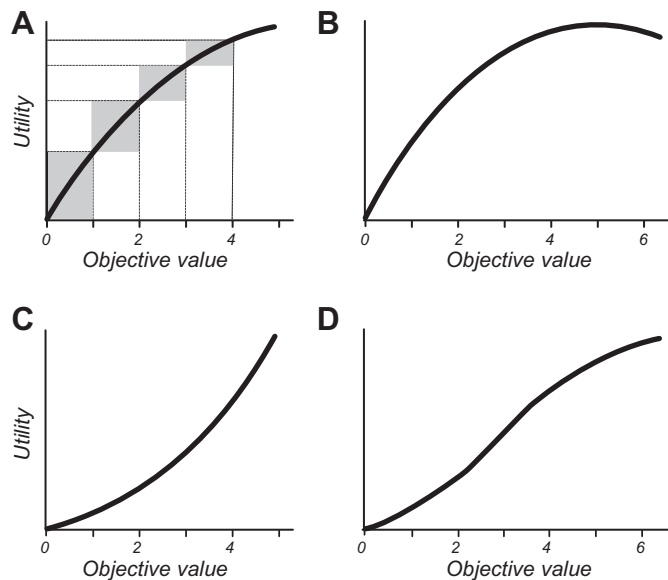 A
Utility
0 2 4
Objective value
B
0 2 4 6
Objective value
C
Utility
0 2 4
Objective value
D
0 2 4 6
Objective value